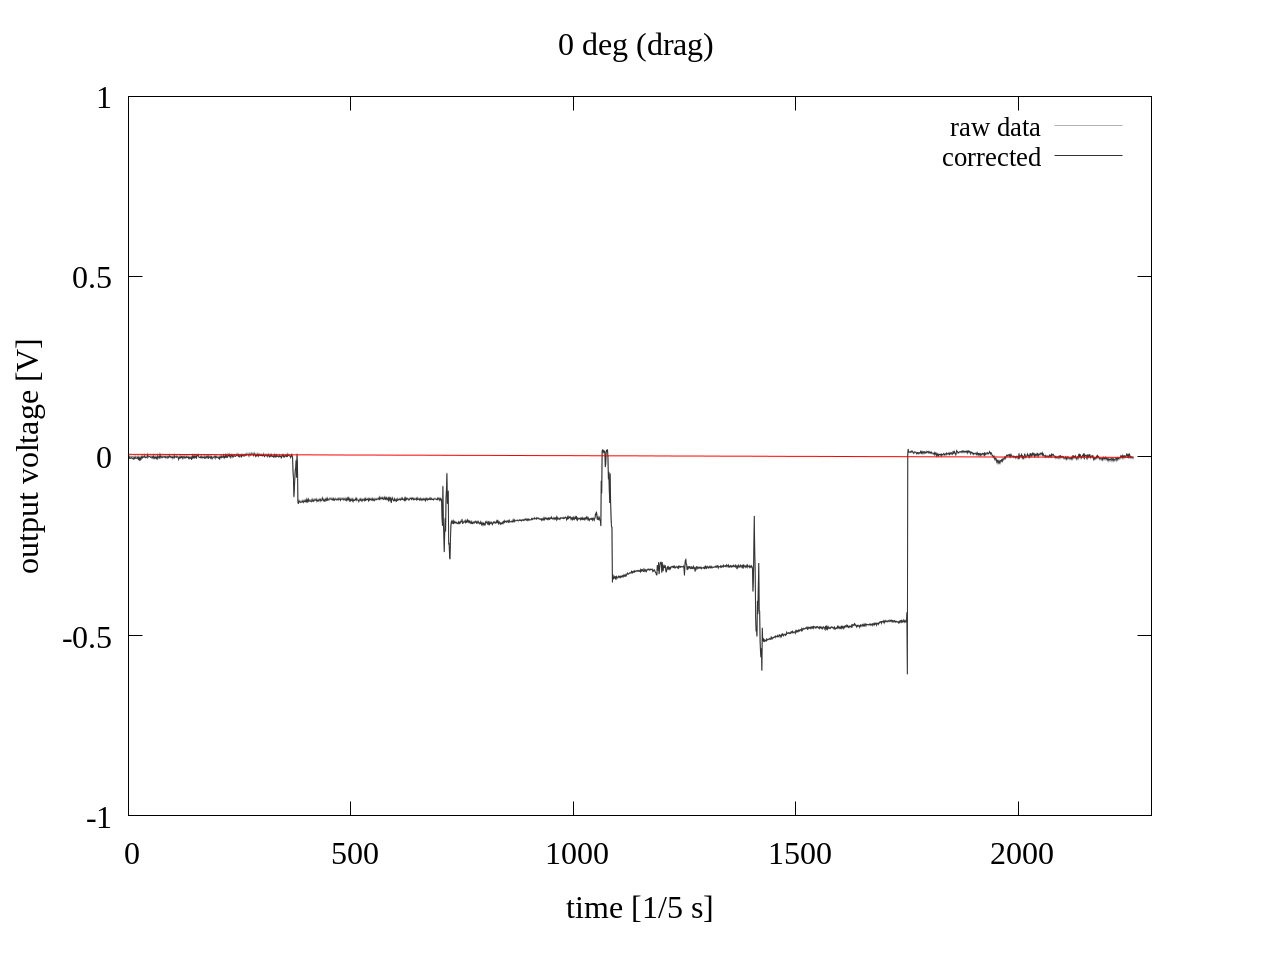 0 deg (drag)
1
0.5
0
-0.5
-1
output voltage [V]
raw data
corrected
0 500 1000 1500 2000
time [1/5 s]